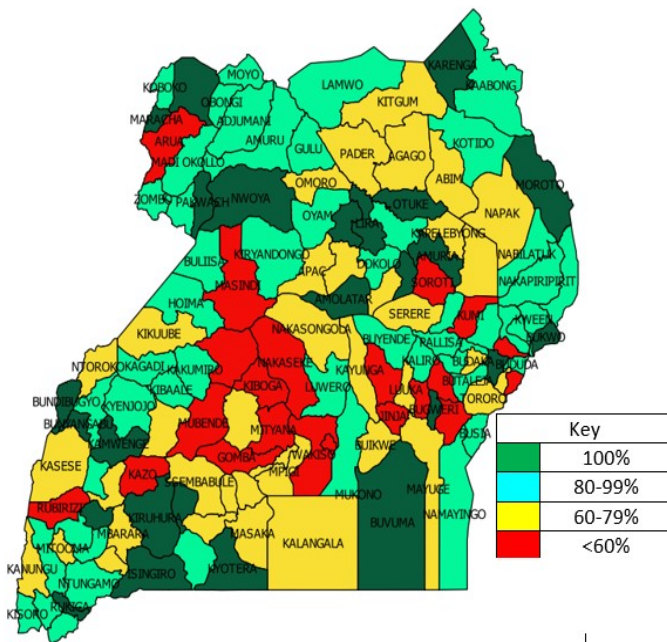 KARENGA
KAABONG
MOYO
KOBOKO
LAMWO
OBONGI
KITGUM
MARACHA
ADJUMANI
ARUA
AMURU
GULU
KOTIDO
PADER
AGAGO
MADI OKOLLO
ABIM
MOROTO
OMORO
ZOMBO
PAKWACH
NWOYA
OTUKE
NAPAK
OYAM
LIRA
AMURIA
KIRYANDONGO
NABILATUK
BULIISA
APAC
SOROTI
NAKAPIRIPIRIT
MASINDI
AMOLATAR
HOIMA
SERERE
KUMI
KWEEN
NAKASONGOLA
BUKWO
KIKUUBE
BUYENDE
PALLISA
NTOROKO
KAGADI
NAKASEKE
KAYUNGA
KALIRO
BUDAKA
KAKUMIRO
BUDUDA
KIBAALE
KIBOGA
LUWERO
LUUKA
BUTALEJA
BUNDIBUGYO
KYENJOJO
TORORO
BUNYANGABU
MUBENDE
MITYANA
JINJA
BUGWERI
KAMWENGE
BUSIA
KASESE
GOMBA
WAKISO
BUIKWE
KAZO
SSEMBABULE
MPIGI
RUBIRIZI
MUKONO
MAYUGE
KIRUHURA
BUVUMA
NAMAYINGO
MITOOMA
MBARARA
MASAKA
KALANGALA
KANUNGU
ISINGIRO
KYOTERA
NTUNGAMO
KISORO
RUKIGA
Key
100%
80-99%
60-79%
<60%